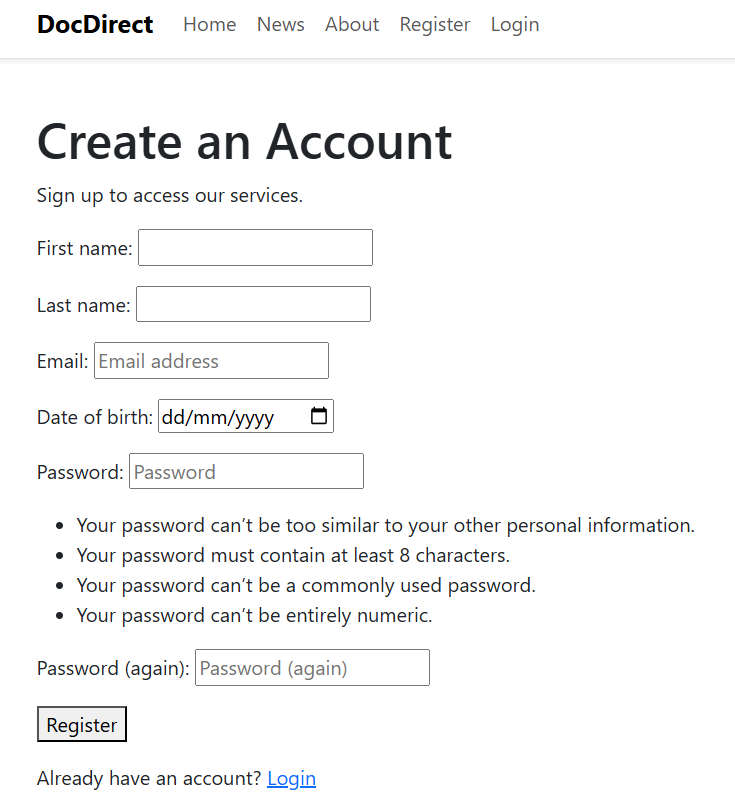 DocDirect Home News About Register Login
Create an Account
Sign up to access our services.
First name:
Last name:
Email: Email address
Date of birth: dd/mm/yyyy
Password: Password
• Your password can’t be too similar to your other personal information.
• Your password must contain at least 8 characters.
• Your password can’t be a commonly used password.
• Your password can’t be entirely numeric.
Password (again): Password (again)
Register
Already have an account? Login